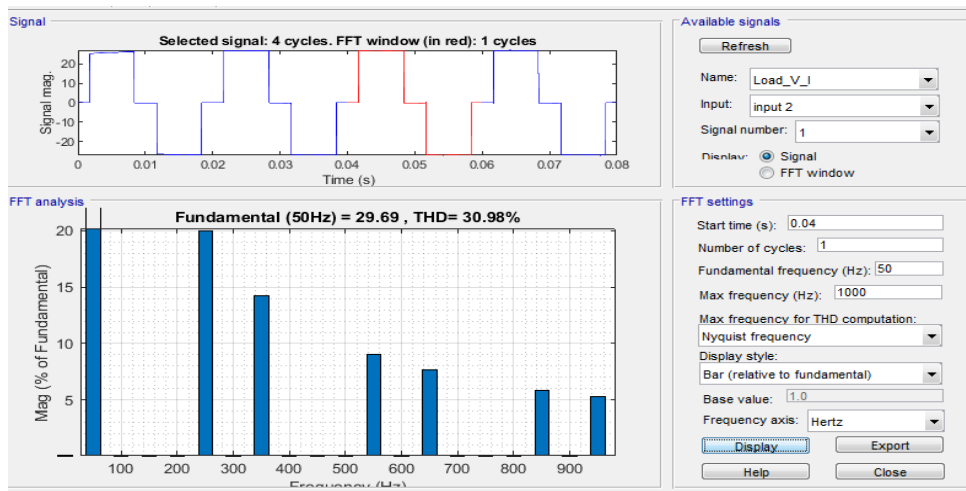 Signal
Selected signal: 4 cycles. FFT window (in red): 1 cycles
Signal mag.
20
10
0
-10
-20
0 0.01 0.02 0.03 0.04 0.05 0.06 0.07 0.08
Time (s)
FFT analysis
Fundamental (50Hz) = 29.69 , THD= 30.98%
Mag (% of Fundamental)
20
15
10
5
100 200 300 400 500 600 700 800 900
Frequency (Hz)
Available signals
Refresh
Name: Load_V_I
Input: input 2
Signal number: 1
Display: Signal
FFT window
FFT settings
Start time (s): 0.04
Number of cycles: 1
Fundamental frequency (Hz): 50
Max frequency (Hz): 1000
Max frequency for THD computation:
Nyquist frequency
Display style:
Bar (relative to fundamental)
Base value: 1.0
Frequency axis: Hertz
Display Export
Help Close